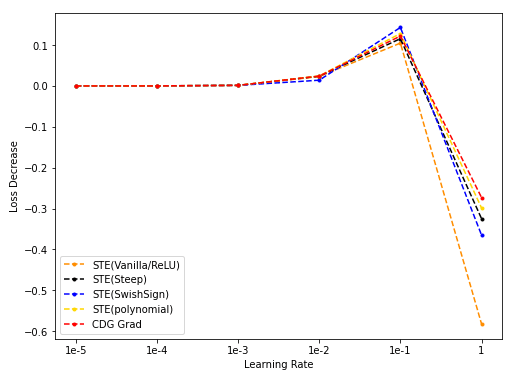 0.1
0.0
−0.1
−0.2
−0.3
−0.4
−0.5
−0.6
Loss Decrease
STE(Vanilla/ReLU)
STE(Steep)
STE(SwishSign)
STE(polynomial)
CDG Grad
1e-5 1e-4 1e-3 1e-2 1e-1 1
Learning Rate